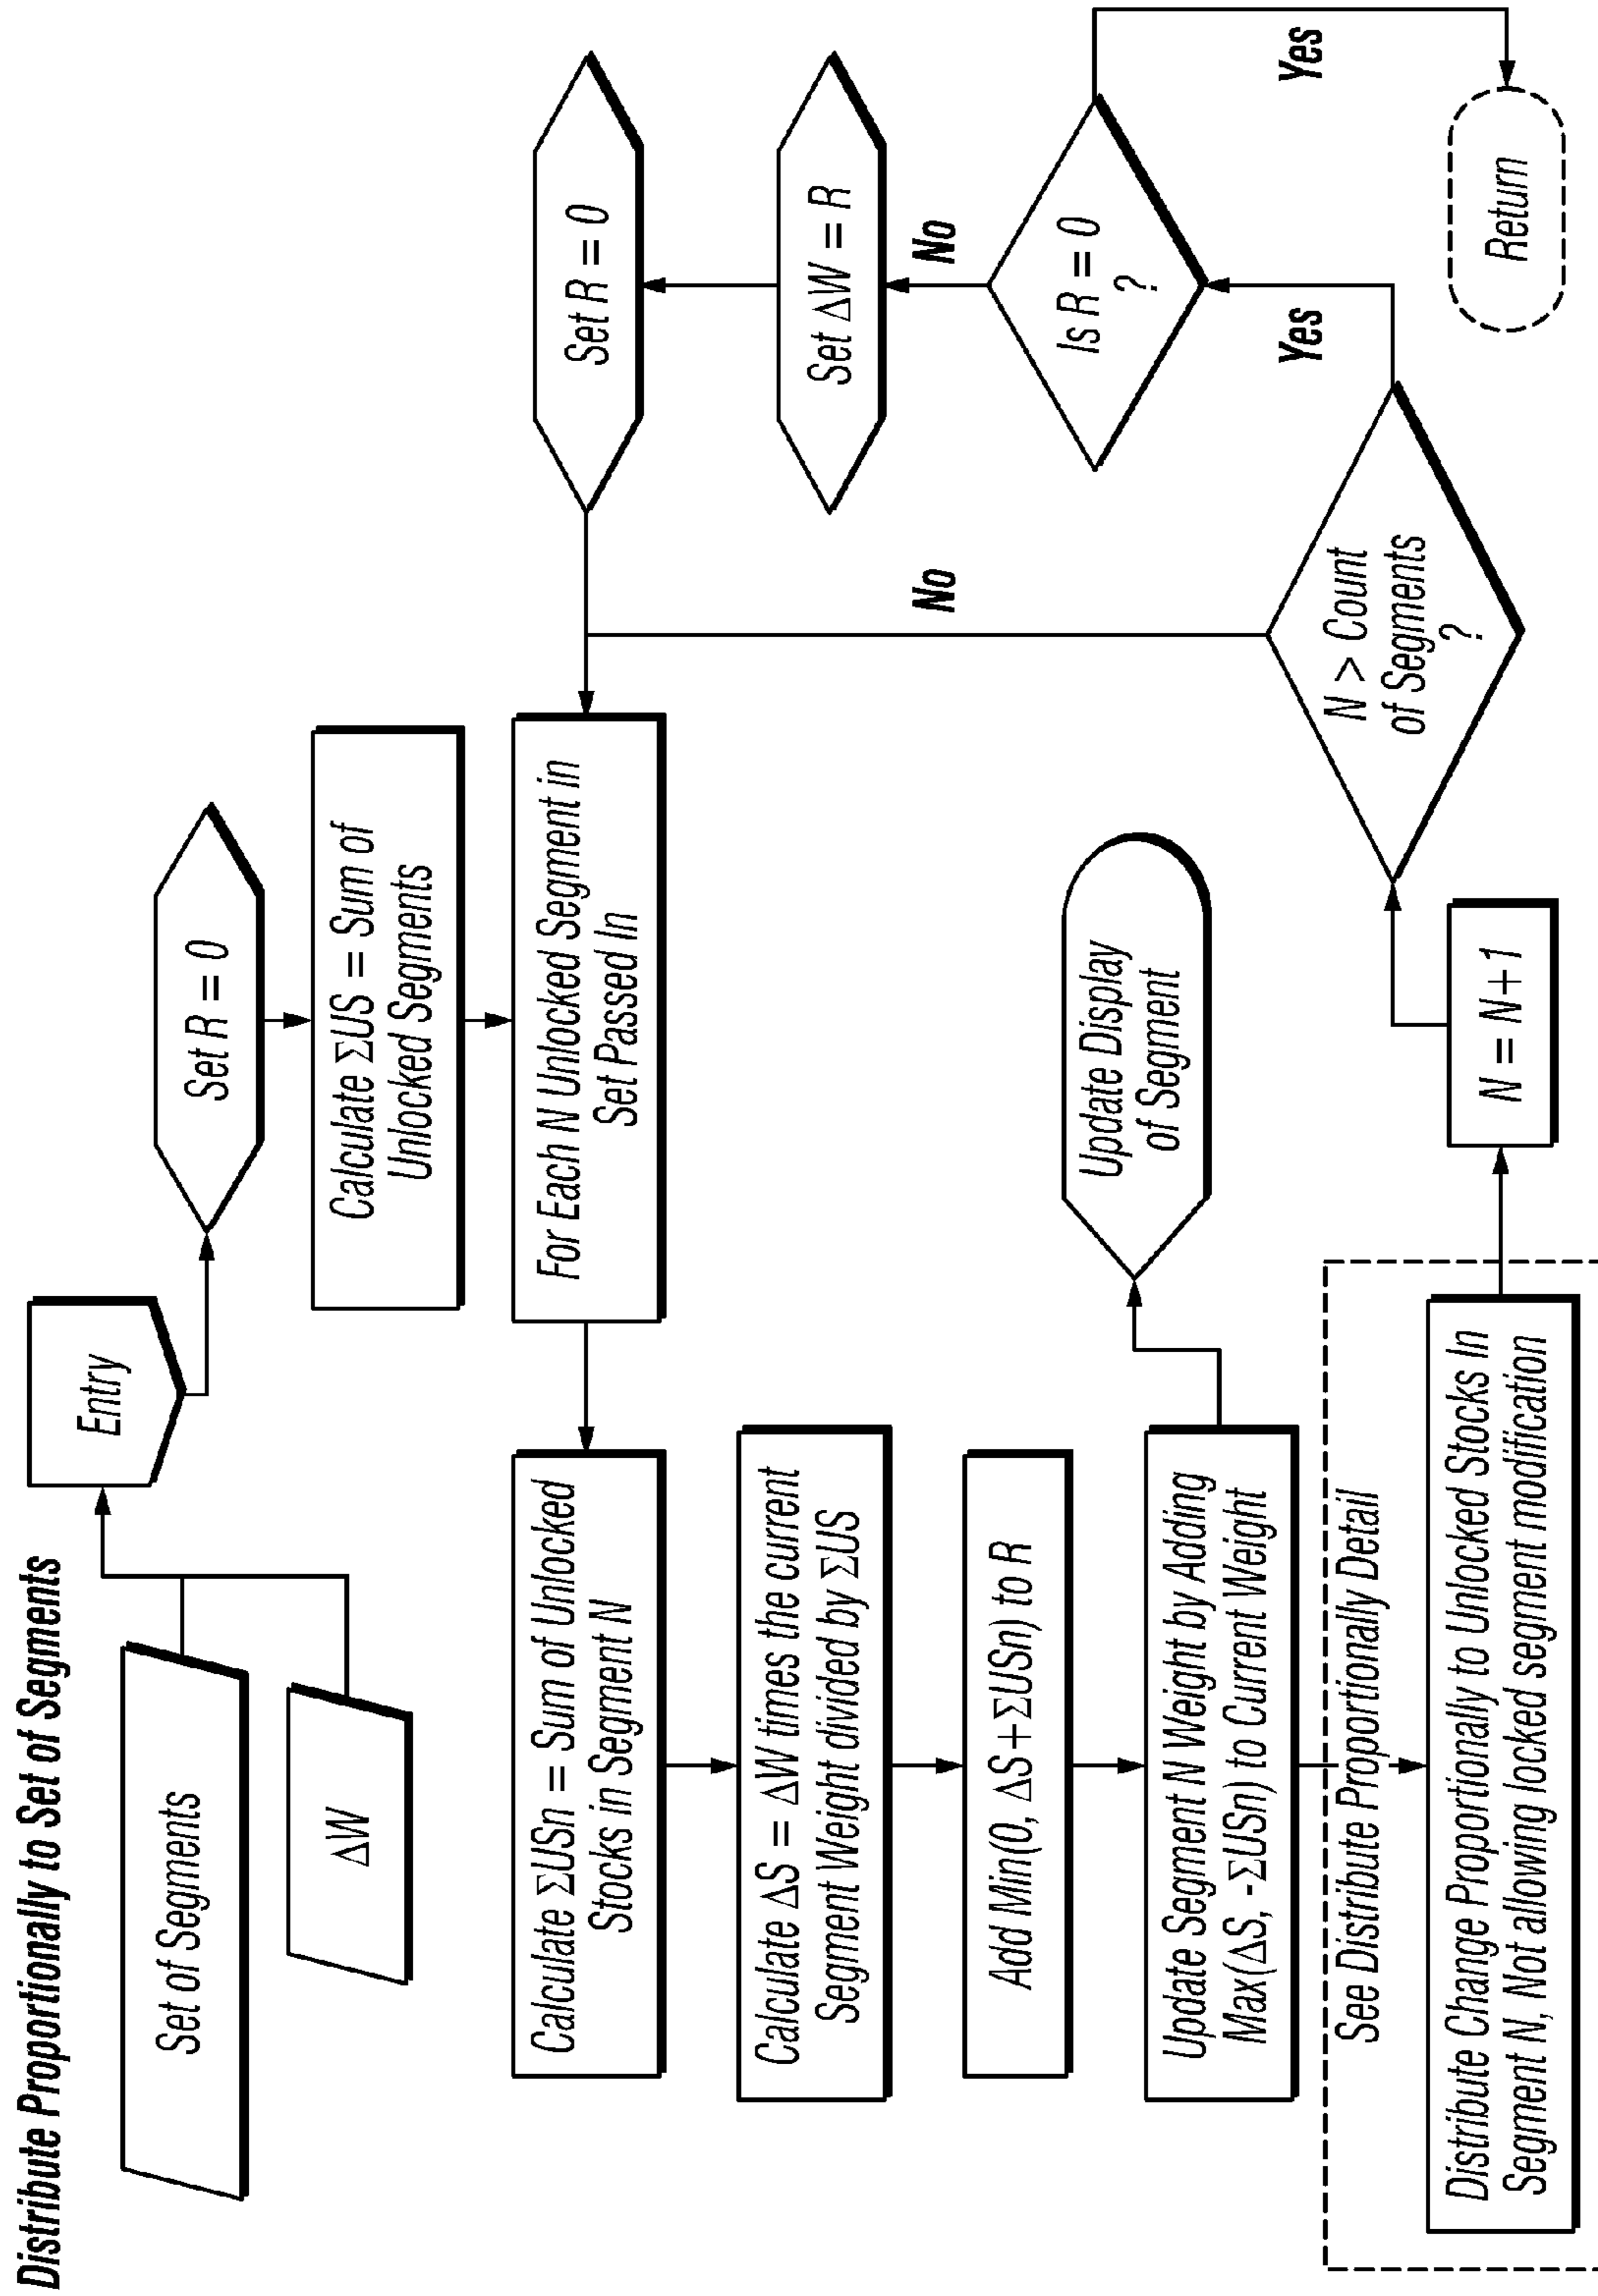 Distribute Proportionally to Set of Segments
Set of Segments
ΔW
Entry
Set R = 0
Calculate ΣUS = Sum of
Unlocked Segments
For Each N Unlocked Segment in
Set Passed In
Calculate ΣUSn = Sum of Unlocked
Stocks in Segment N
Calculate ΔS = ΔW times the current
Segment Weight divided by ΣUS
Add Min(0, ΔS+ΣUSn) to R
Update Segment N Weight by Adding
Max(ΔS, -ΣUSn) to Current Weight
Update Display
of Segment
See Distribute Proportionally Detail
Distribute Change Proportionally to Unlocked Stocks In
Segment N, Not allowing locked segment modification
N = N+1
N > Count
of Segments
?
No
Yes
Is R = 0
?
No
Yes
Set ΔW = R
Set R = 0
Return